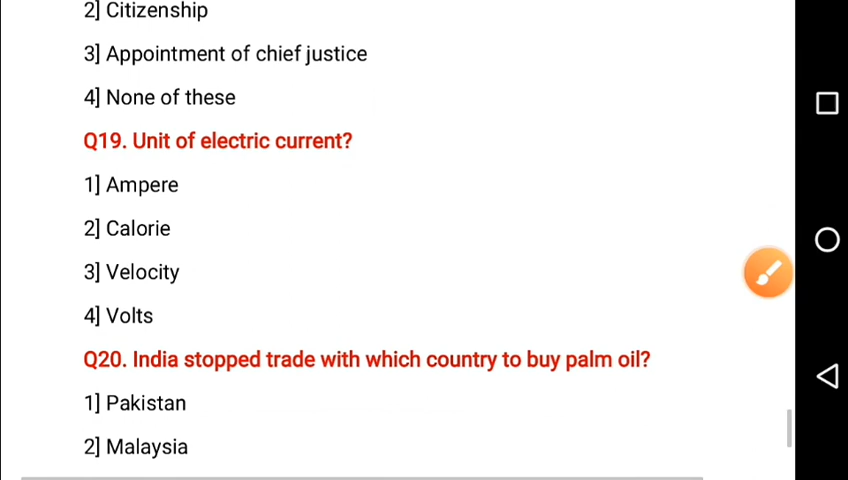 2] Citizenship
3] Appointment of chief justice
4] None of these
Q19. Unit of electric current?
1] Ampere
2] Calorie
3] Velocity
4] Volts
Q20. India stopped trade with which country to buy palm oil?
1] Pakistan
2] Malaysia